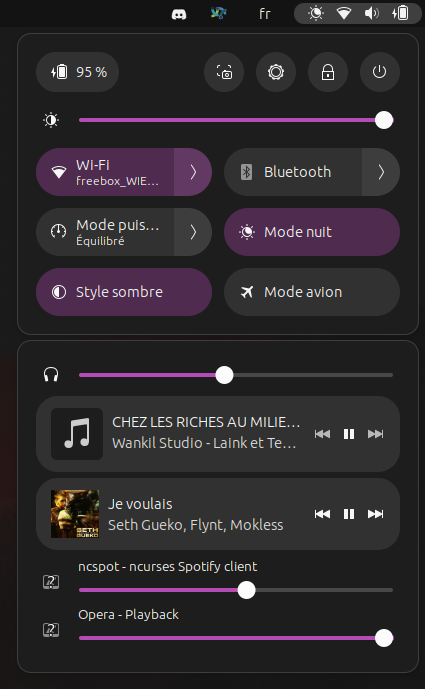 fr
95 %
WI-FI
freebox_WIE...
Bluetooth
Mode puis...
Équilibré
Mode nuit
Style sombre
Mode avion
CHEZ LES RICHES AU MILIE...
Wankil Studio - Laink et Te...
SETH
GUEKO
Je voulais
Seth Gueko, Flynt, Mokless
ncspot - ncurses Spotify client
Opera - Playback